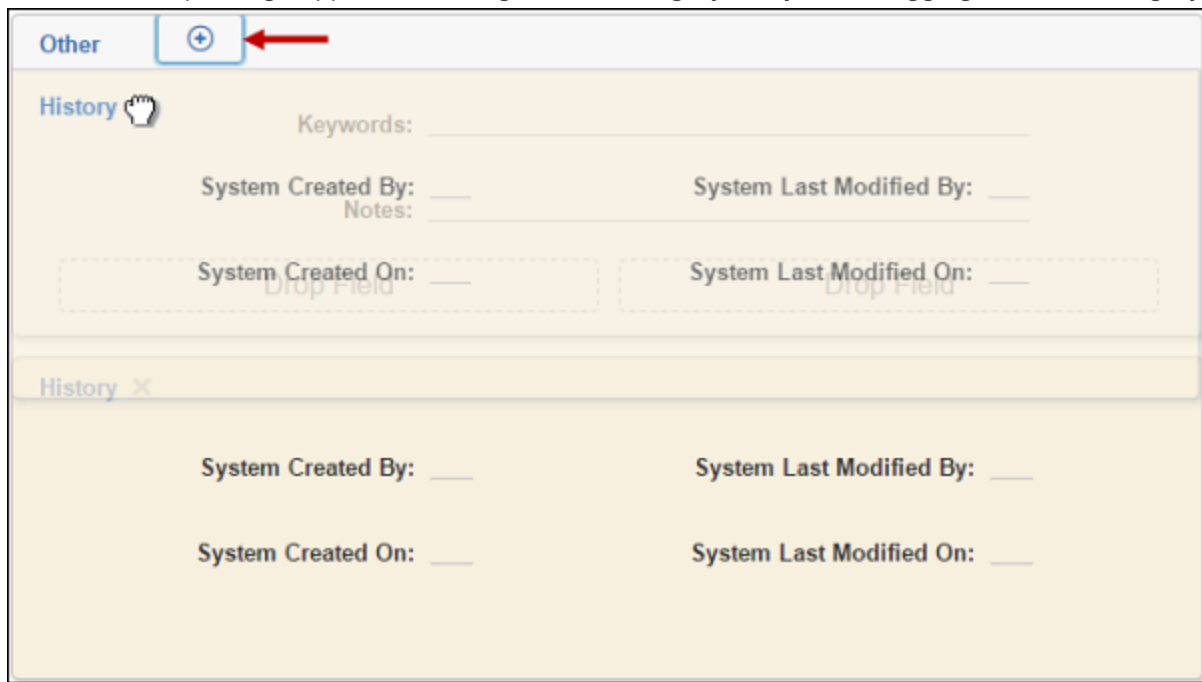 Other
History
Keywords:
System Created By: System Last Modified By:
Notes:
System Created On: System Last Modified On:
Drop Field Drop Field
History
System Created By: System Last Modified By:
System Created On: System Last Modified On: